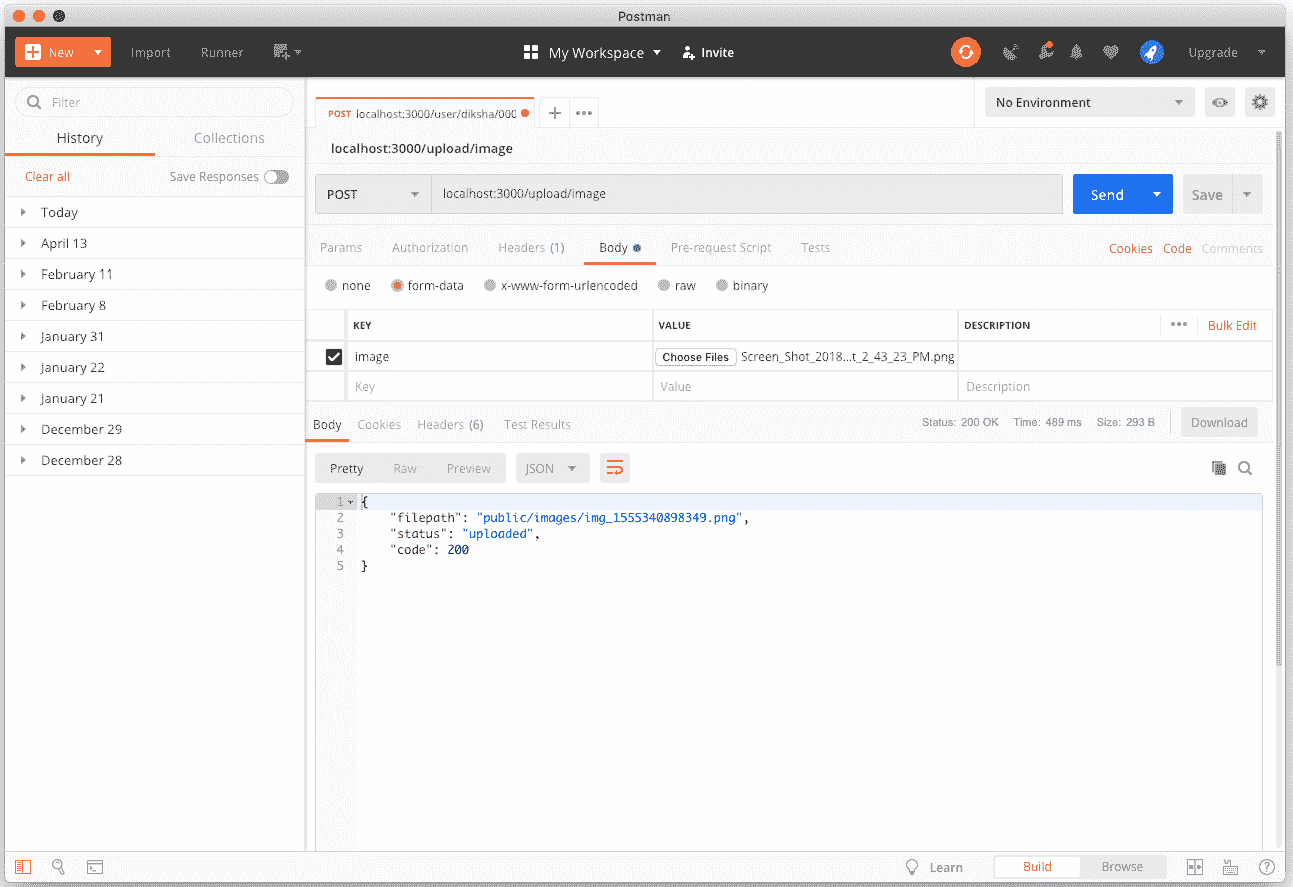 Postman
New
Import
Runner
My Workspace
Invite
Upgrade
Filter
History
Collections
Clear all
Save Responses
Today
April 13
February 11
February 8
January 31
January 22
January 21
December 29
December 28
POST localhost:3000/user/diksha/000
No Environment
localhost:3000/upload/image
POST
localhost:3000/upload/image
Send
Save
Params
Authorization
Headers (1)
Body
Pre-request Script
Tests
Cookies
Code
Comments
none
form-data
x-www-form-urlencoded
raw
binary
KEY
VALUE
DESCRIPTION
Bulk Edit
image
Choose Files Screen_Shot_2018...t_2_43_23_PM.png
Key
Value
Description
Body
Cookies
Headers (6)
Test Results
Status: 200 OK
Time: 489 ms
Size: 293 B
Download
Pretty
Raw
Preview
JSON
1 {
2 "filepath": "public/images/img_1555340898349.png",
3 "status": "uploaded",
4 "code": 200
5 }
Learn
Build
Browse